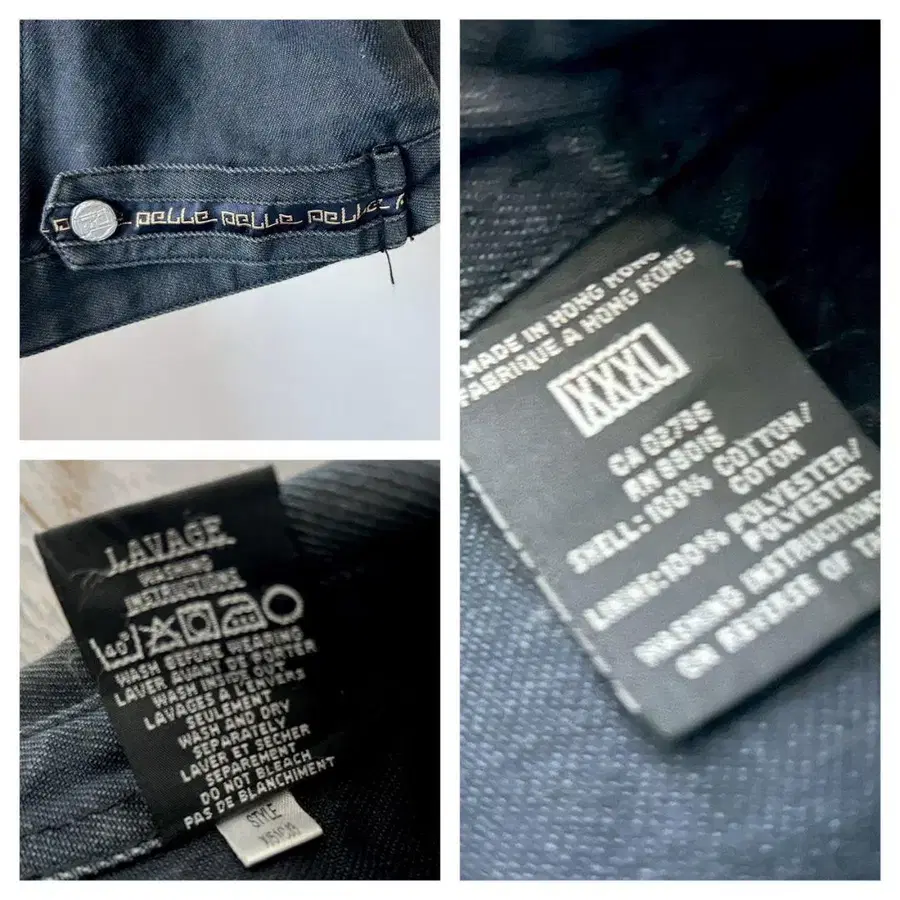 PELLE PELLE PELLE
MADE IN HONG KONG
FABRIQUE A HONG KONG
XXXL
CA 02736
RN 85016
SHELL: 100% COTTON/
COTON
LINING: 100% POLYESTER/
POLYESTER
WASHING INSTRUCTIONS
ON REVERSE OF
LAVAGE
WASHING
INSTRUCTIONS
40°
WASH BEFORE WEARING
LAVER AVANT DE PORTER
WASH INSIDE OUT
LAVAGES A L'ENVERS
SEULEMENT
WASH AND DRY
SEPARATELY
LAVER ET SECHER
SEPAREMENT
DO NOT BLEACH
PAS DE BLANCHIMENT
STYLE